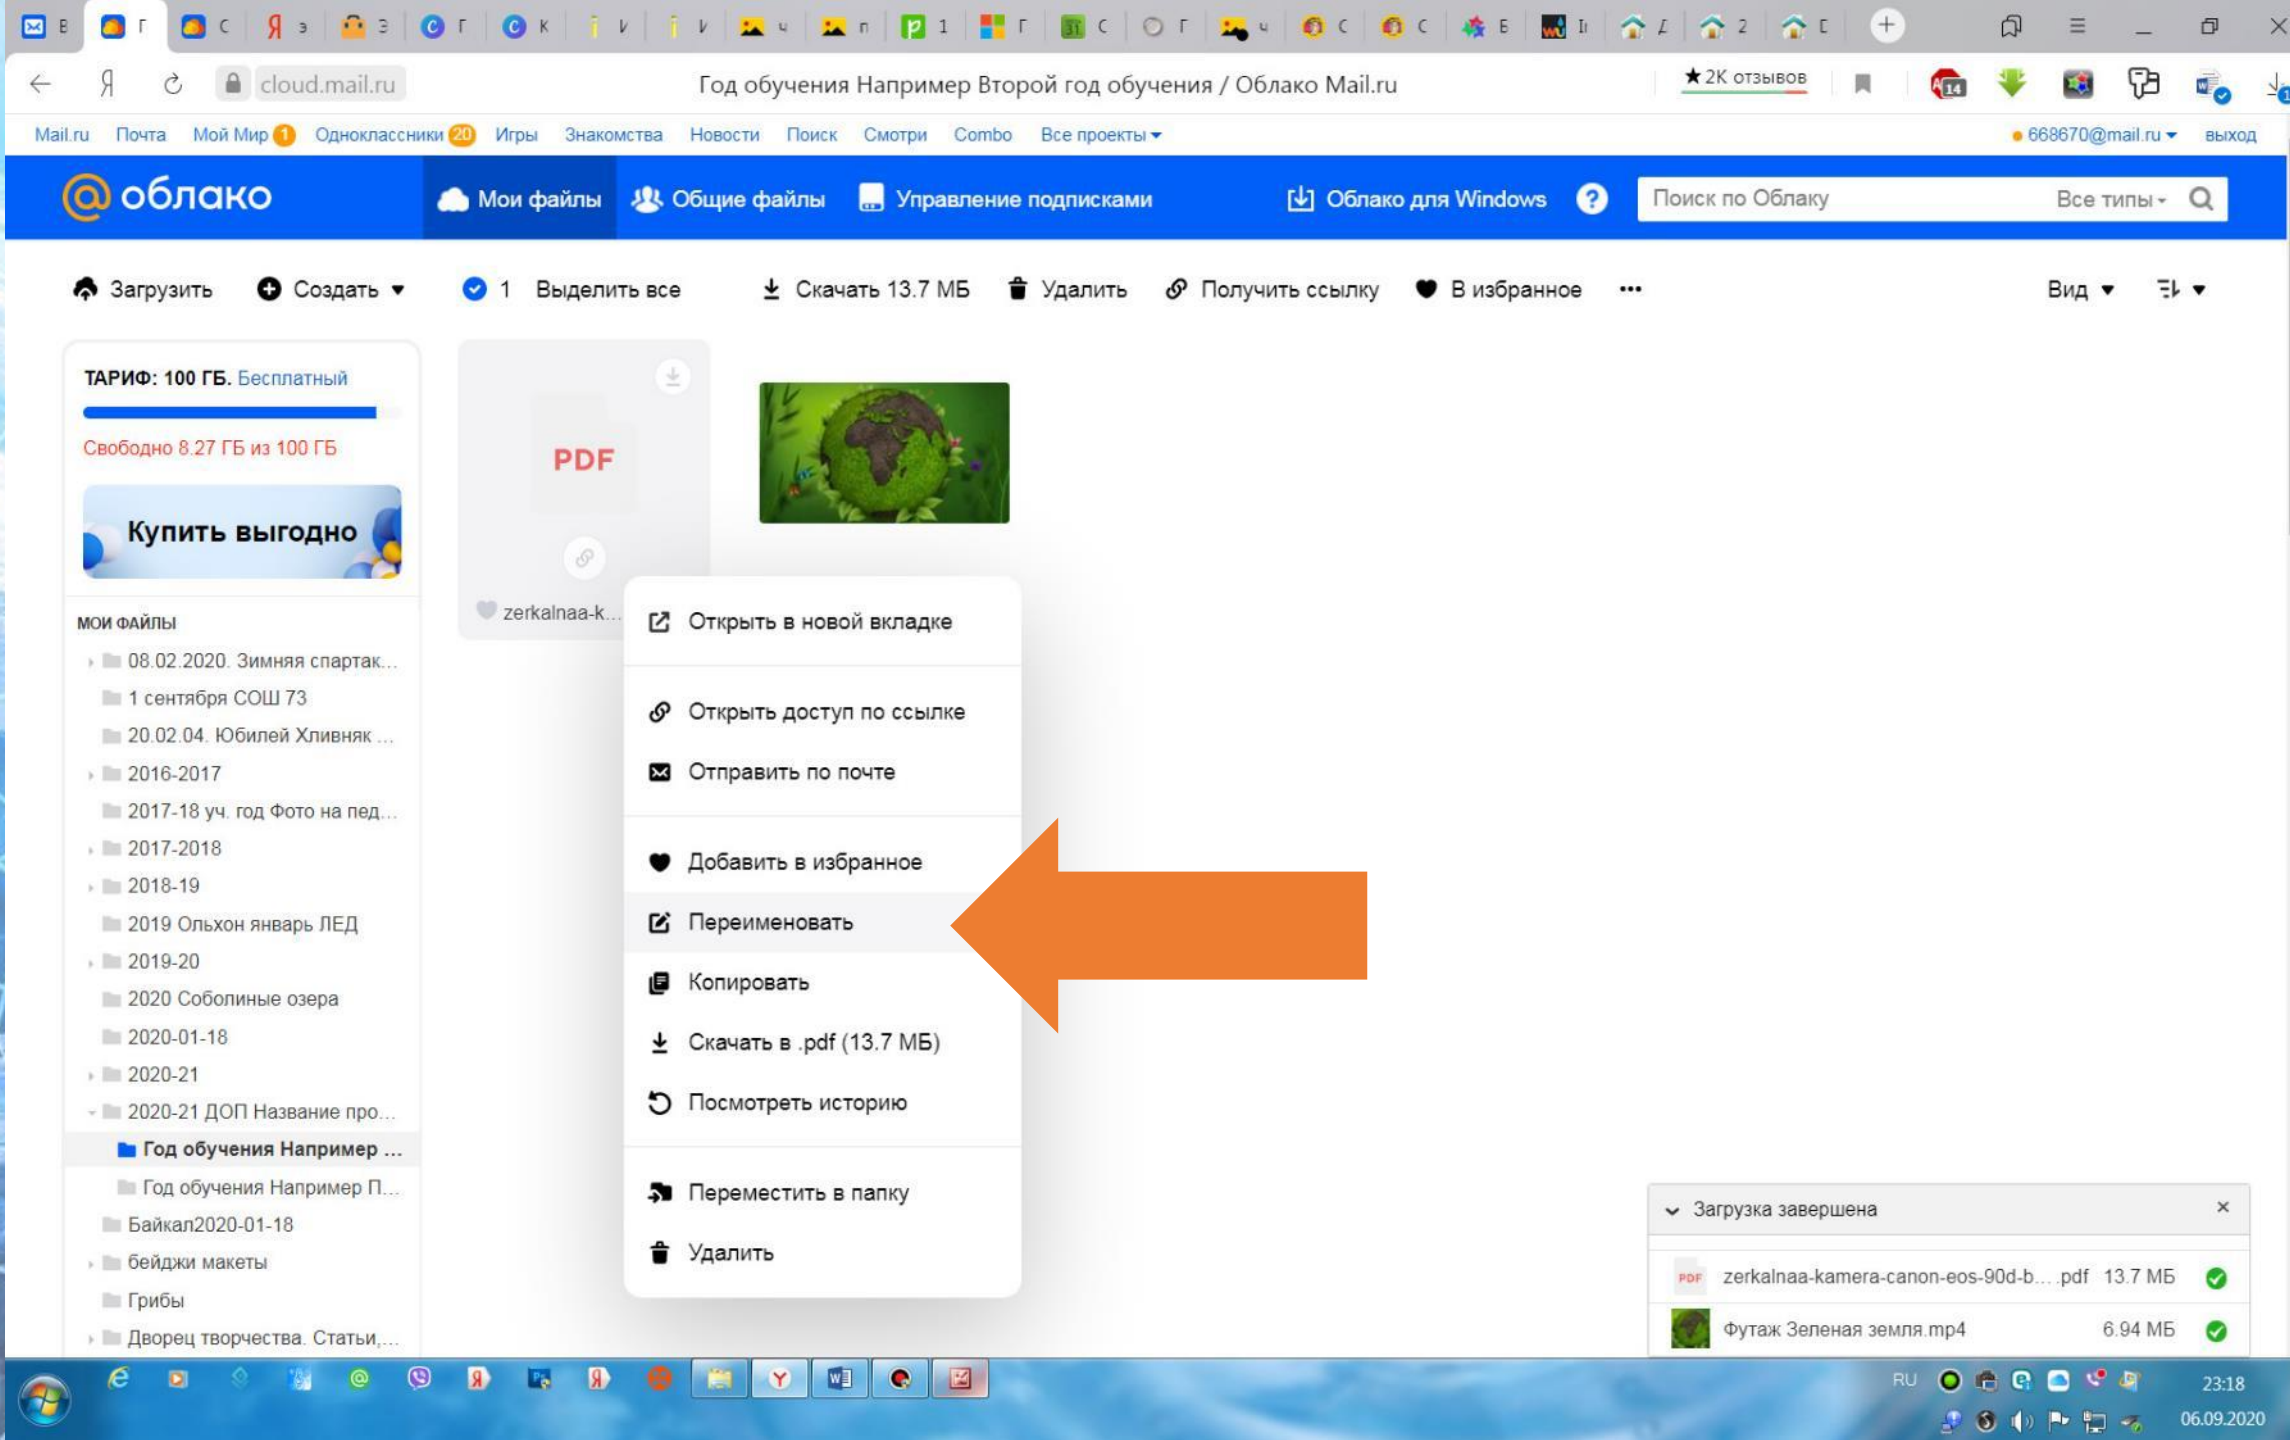 В Г С Я э Э Г К И И ч п 1 Г С Г ч С С Б Iт Д 2 Г
Я cloud.mail.ru Год обучения Например Второй год обучения / Облако Mail.ru ★ 2K отзывов 14
Mail.ru Почта Мой Мир 1 Одноклассники 20 Игры Знакомства Новости Поиск Смотри Combo Все проекты 668670@mail.ru выход
облако Мои файлы Общие файлы Управление подписками Облако для Windows ? Поиск по Облаку Все типы
Загрузить Создать 1 Выделить все Скачать 13.7 МБ Удалить Получить ссылку В избранное ••• Вид
ТАРИФ: 100 ГБ. Бесплатный
Свободно 8.27 ГБ из 100 ГБ
Купить выгодно
МОИ ФАЙЛЫ
08.02.2020. Зимняя спартак...
1 сентября СОШ 73
20.02.04. Юбилей Хливняк ...
2016-2017
2017-18 уч. год Фото на пед...
2017-2018
2018-19
2019 Ольхон январь ЛЕД
2019-20
2020 Соболиные озера
2020-01-18
2020-21
2020-21 ДОП Название про...
Год обучения Например ...
Год обучения Например П...
Байкал2020-01-18
бейджи макеты
Грибы
Дворец творчества. Статьи,...
PDF
zerkalnaa-k...
Открыть в новой вкладке
Открыть доступ по ссылке
Отправить по почте
Добавить в избранное
Переименовать
Копировать
Скачать в .pdf (13.7 МБ)
Посмотреть историю
Переместить в папку
Удалить
Загрузка завершена
PDF zerkalnaa-kamera-canon-eos-90d-b... .pdf 13.7 МБ
Футаж Зеленая земля.mp4 6.94 МБ
RU 23:18
06.09.2020